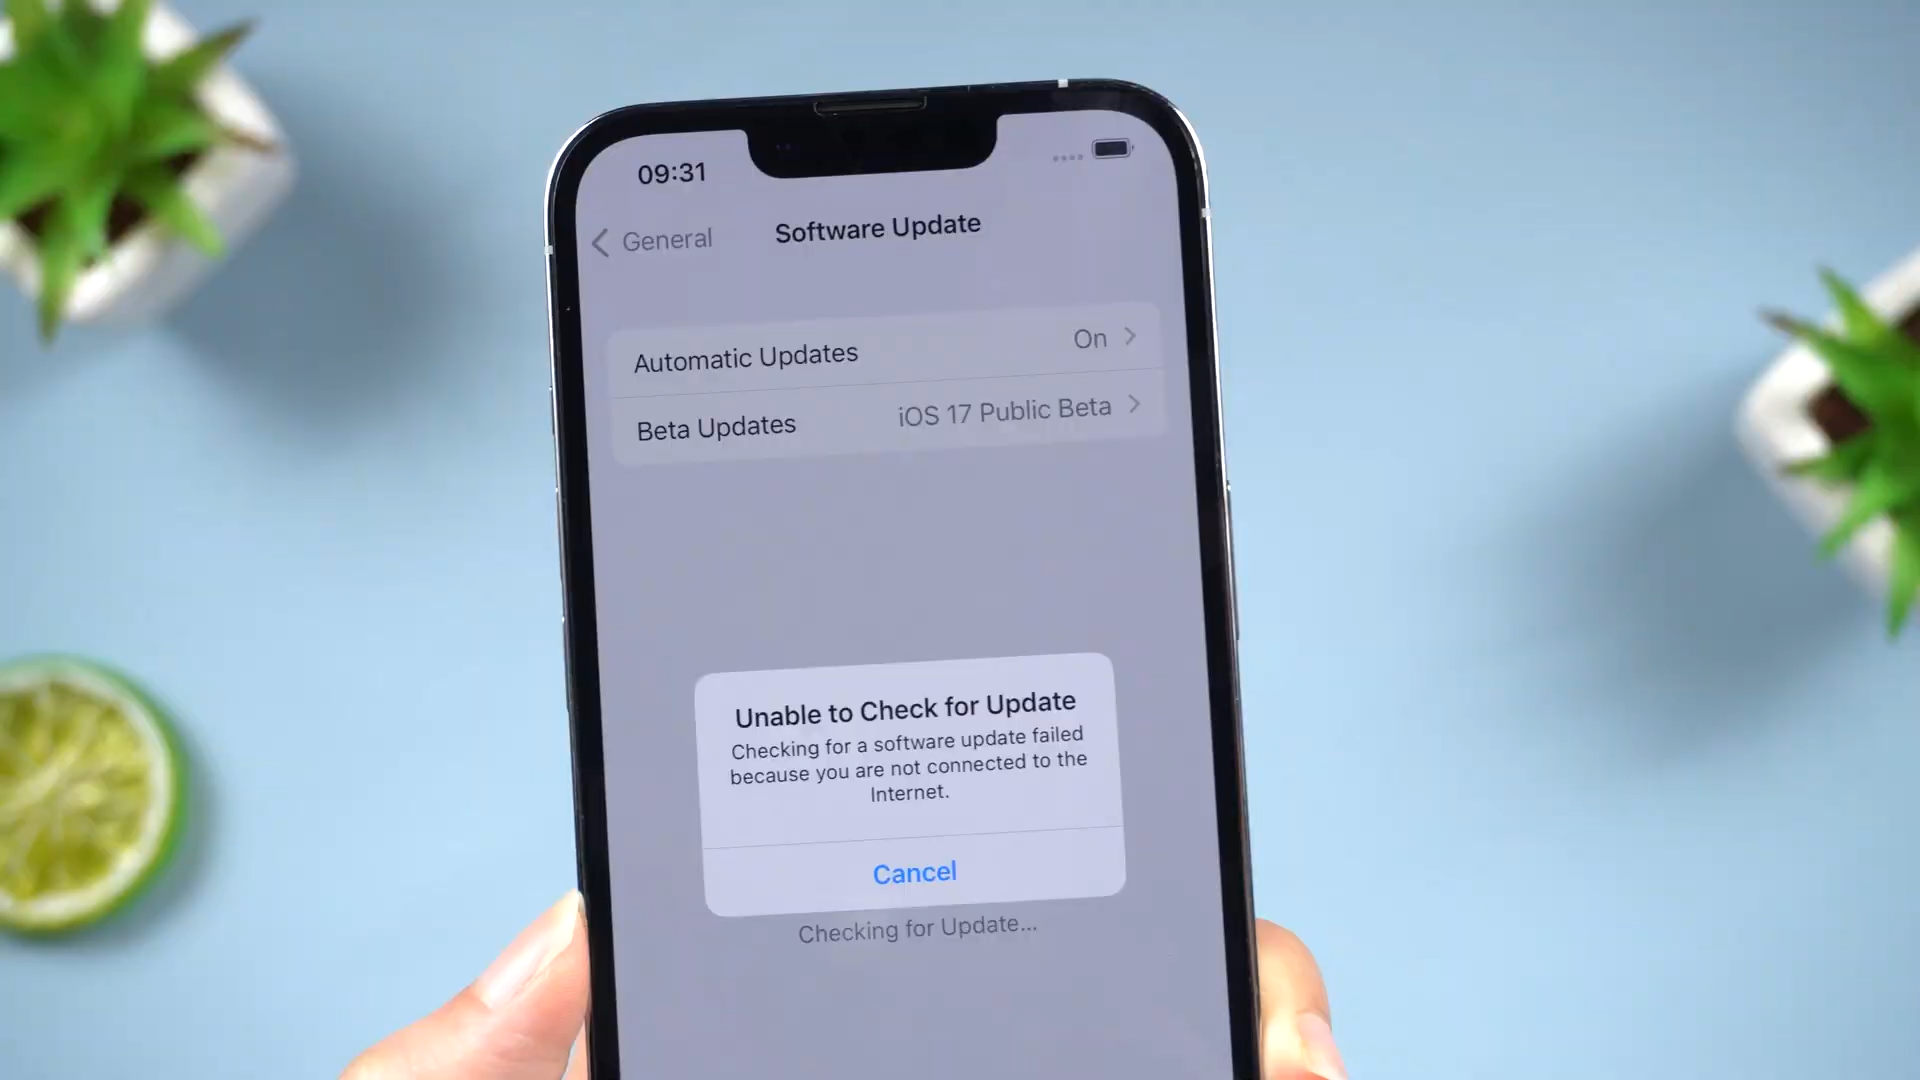 09:31
General
Software Update
Automatic Updates On
Beta Updates iOS 17 Public Beta
Unable to Check for Update
Checking for a software update failed
because you are not connected to the
Internet.
Cancel
Checking for Update...